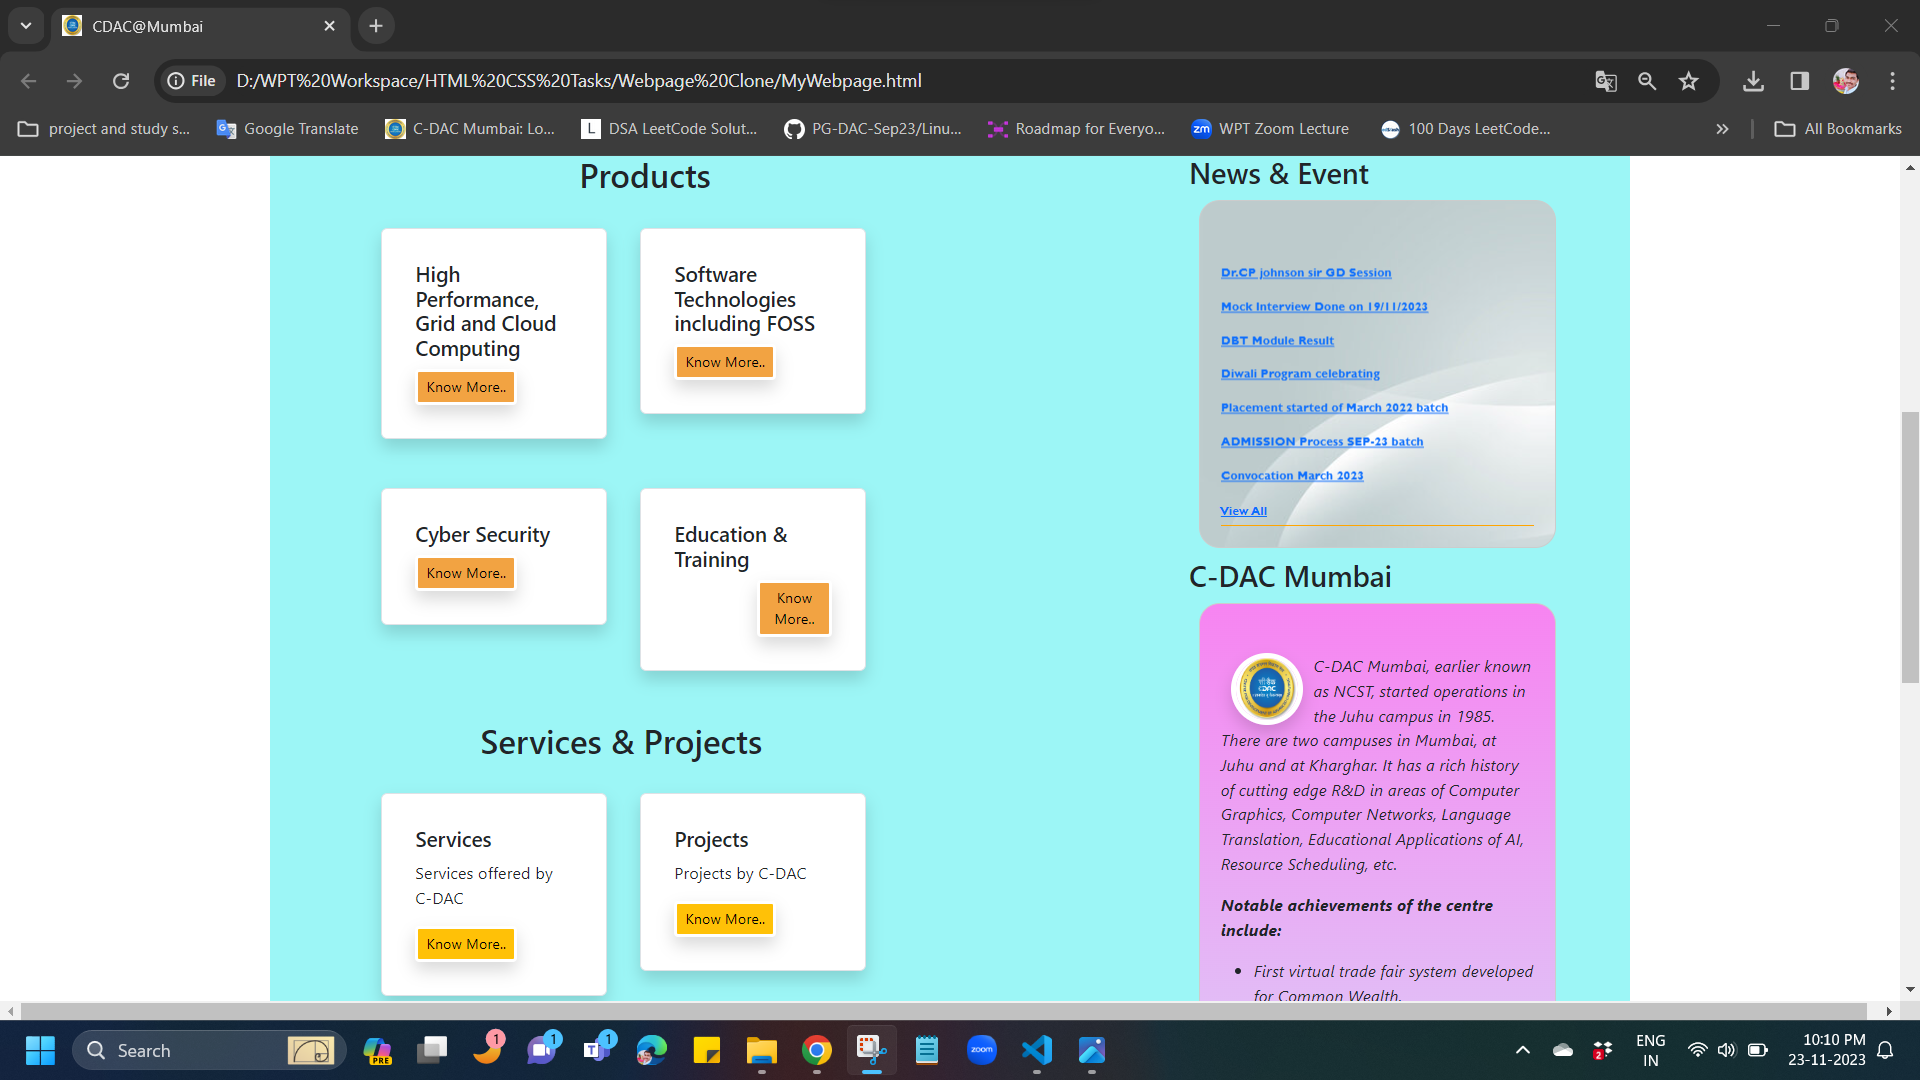 CDAC@Mumbai
File
D:/WPT%20Workspace/HTML%20CSS%20Tasks/Webpage%20Clone/MyWebpage.html
project and study s...
Google Translate
C-DAC Mumbai: Lo...
L
DSA LeetCode Solut...
PG-DAC-Sep23/Linu...
Roadmap for Everyo...
zm
WPT Zoom Lecture
100 Days LeetCode...
»
All Bookmarks
Products
High
Performance,
Grid and Cloud
Computing
Know More..
Software
Technologies
including FOSS
Know More..
Cyber Security
Know More..
Education &
Training
Know
More..
Services & Projects
Services
Services offered by
C-DAC
Know More..
Projects
Projects by C-DAC
Know More..
News & Event
Dr.CP johnson sir GD Session
Mock Interview Done on 19/11/2023
DBT Module Result
Diwali Program celebrating
Placement started of March 2022 batch
ADMISSION Process SEP-23 batch
Convocation March 2023
View All
C-DAC Mumbai
C-DAC Mumbai, earlier known
as NCST, started operations in
the Juhu campus in 1985.
There are two campuses in Mumbai, at
Juhu and at Kharghar. It has a rich history
of cutting edge R&D in areas of Computer
Graphics, Computer Networks, Language
Translation, Educational Applications of AI,
Resource Scheduling, etc.
Notable achievements of the centre
include:
• First virtual trade fair system developed
for Common Wealth.
Search
PRE
1
1
1
zoom
2
ENG
IN
10:10 PM
23-11-2023